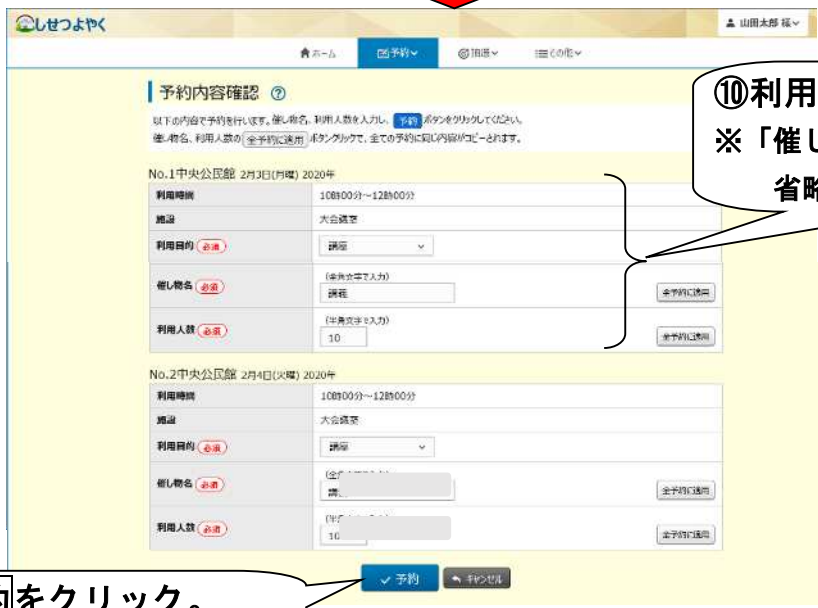 しせつよやく
山田太郎 様
ホーム 予約 抽選 その他
予約内容確認
以下の内容で予約を行います。催し物名、利用人数を入力し、 予約 ボタンをクリックしてください。
催し物名、利用人数の 全予約に適用 ボタンクリックで、全ての予約に同じ内容がコピーされます。
⑩利用
※「催し
省略
No.1中央公民館 2月3日(月曜) 2020年
利用時間 10時00分～12時00分
施設 大会議室
利用目的 必須 講座
催し物名 必須 (全角文字で入力)
講義 全予約に適用
利用人数 必須 (半角文字で入力)
10 全予約に適用
No.2中央公民館 2月4日(火曜) 2020年
利用時間 10時00分～12時00分
施設 大会議室
利用目的 必須 講座
催し物名 必須
全予約に適用
利用人数 必須
10 全予約に適用
予約 キャンセル
約をクリック。